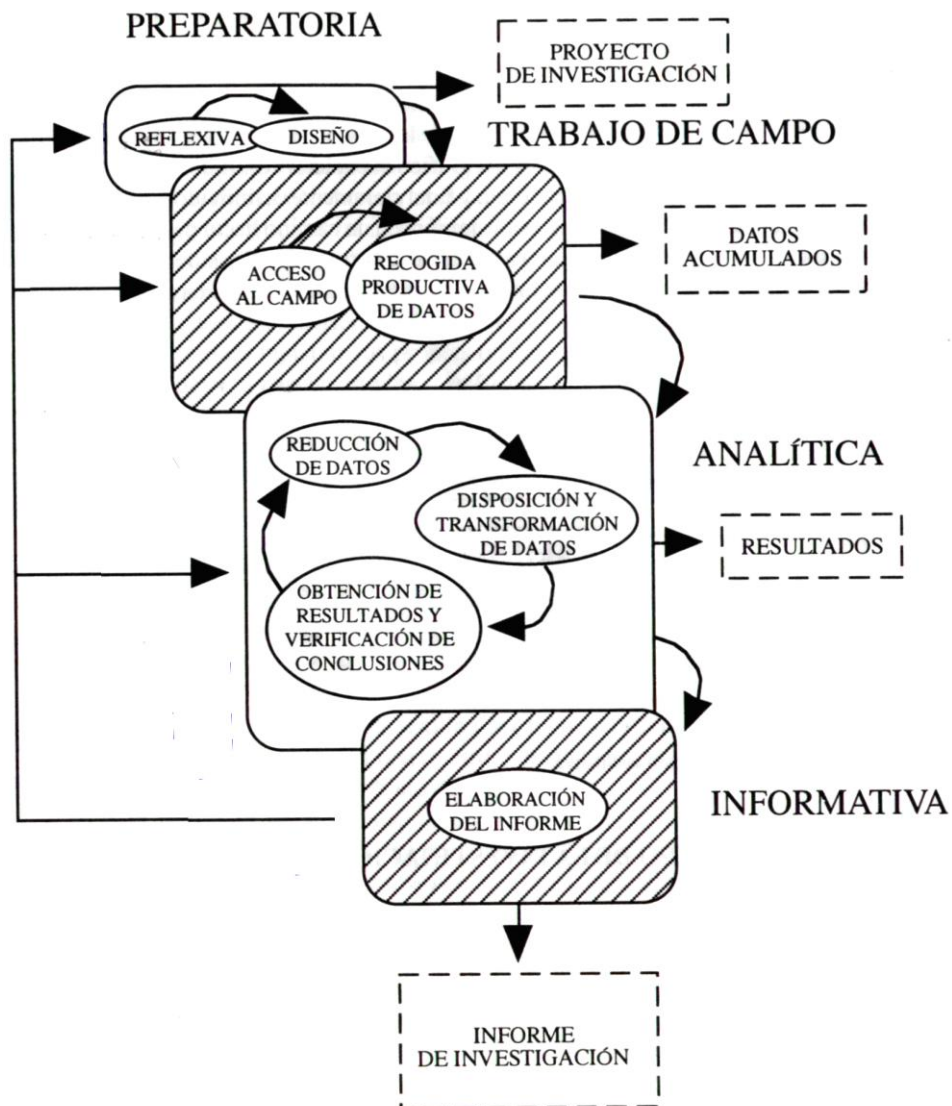 PREPARATORIA
PROYECTO
DE INVESTIGACIÓN
REFLEXIVA
DISEÑO
TRABAJO DE CAMPO
ACCESO
AL CAMPO
RECOGIDA
PRODUCTIVA
DE DATOS
DATOS
ACUMULADOS
REDUCCIÓN
DE DATOS
ANALÍTICA
DISPOSICIÓN Y
TRANSFORMACIÓN
DE DATOS
RESULTADOS
OBTENCIÓN DE
RESULTADOS Y
VERIFICACIÓN DE
CONCLUSIONES
ELABORACIÓN
DEL INFORME
INFORMATIVA
INFORME
DE INVESTIGACIÓN